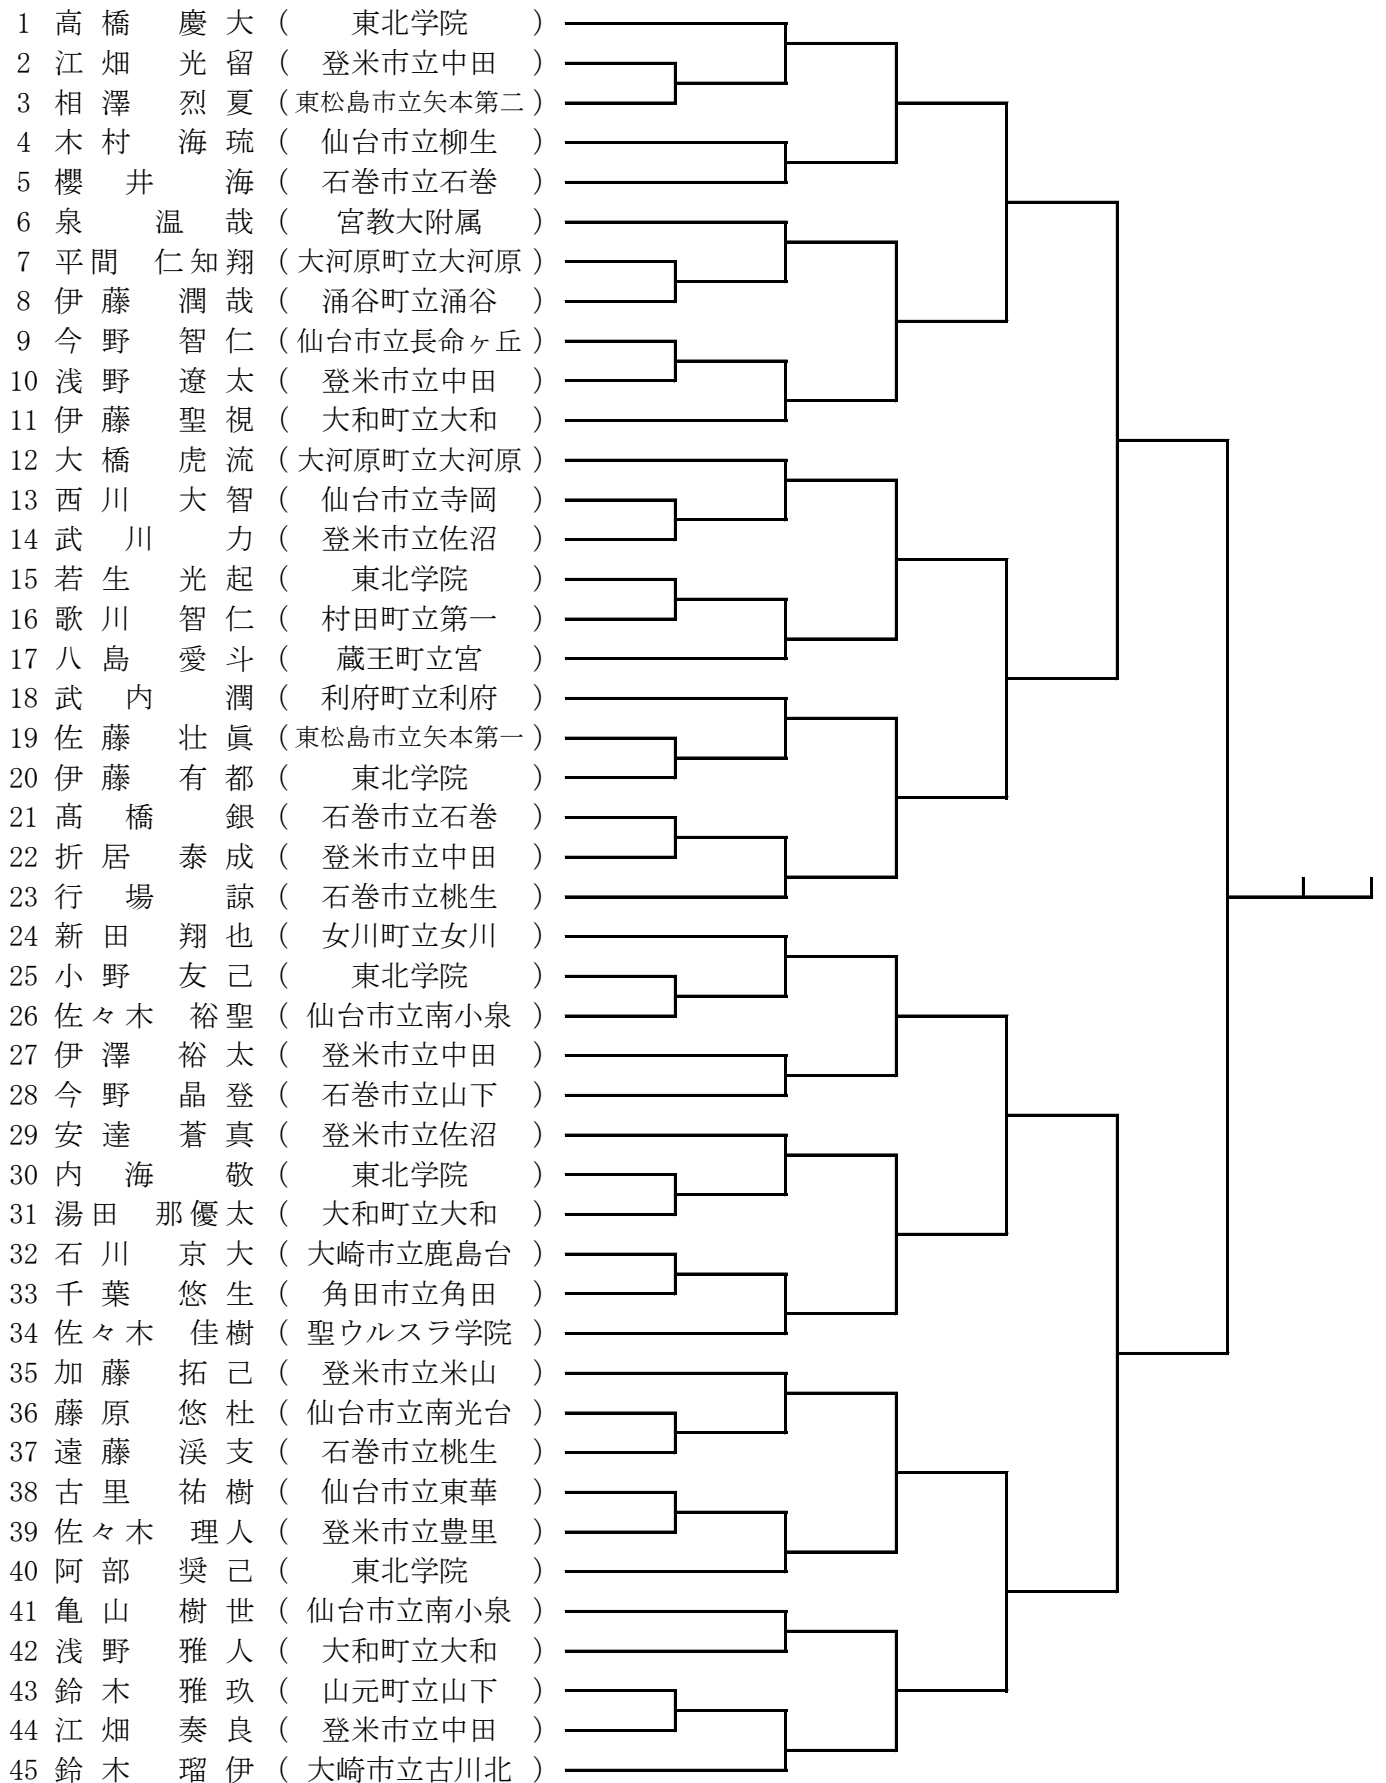 1 高橋 慶大 ( 東北学院 )
2 江畑 光留 ( 登米市立中田 )
3 相澤 烈夏 ( 東松島市立矢本第二 )
4 木村 海琉 ( 仙台市立柳生 )
5 櫻井 海 ( 石巻市立石巻 )
6 泉 温哉 ( 宮教大附属 )
7 平間 仁知翔 ( 大河原町立大河原 )
8 伊藤 潤哉 ( 涌谷町立涌谷 )
9 今野 智仁 ( 仙台市立長命ヶ丘 )
10 浅野 遼太 ( 登米市立中田 )
11 伊藤 聖視 ( 大和町立大和 )
12 大橋 虎流 ( 大河原町立大河原 )
13 西川 大智 ( 仙台市立寺岡 )
14 武川 力 ( 登米市立佐沼 )
15 若生 光起 ( 東北学院 )
16 歌川 智仁 ( 村田町立第一 )
17 八島 愛斗 ( 蔵王町立宮 )
18 武内 潤 ( 利府町立利府 )
19 佐藤 壮眞 ( 東松島市立矢本第一 )
20 伊藤 有都 ( 東北学院 )
21 髙橋 銀 ( 石巻市立石巻 )
22 折居 泰成 ( 登米市立中田 )
23 行場 諒 ( 石巻市立桃生 )
24 新田 翔也 ( 女川町立女川 )
25 小野 友己 ( 東北学院 )
26 佐々木 裕聖 ( 仙台市立南小泉 )
27 伊澤 裕太 ( 登米市立中田 )
28 今野 晶登 ( 石巻市立山下 )
29 安達 蒼真 ( 登米市立佐沼 )
30 内海 敬 ( 東北学院 )
31 湯田 那優太 ( 大和町立大和 )
32 石川 京大 ( 大崎市立鹿島台 )
33 千葉 悠生 ( 角田市立角田 )
34 佐々木 佳樹 ( 聖ウルスラ学院 )
35 加藤 拓己 ( 登米市立米山 )
36 藤原 悠杜 ( 仙台市立南光台 )
37 遠藤 渓支 ( 石巻市立桃生 )
38 古里 祐樹 ( 仙台市立東華 )
39 佐々木 理人 ( 登米市立豊里 )
40 阿部 奨己 ( 東北学院 )
41 亀山 樹世 ( 仙台市立南小泉 )
42 浅野 雅人 ( 大和町立大和 )
43 鈴木 雅玖 ( 山元町立山下 )
44 江畑 奏良 ( 登米市立中田 )
45 鈴木 瑠伊 ( 大崎市立古川北 )